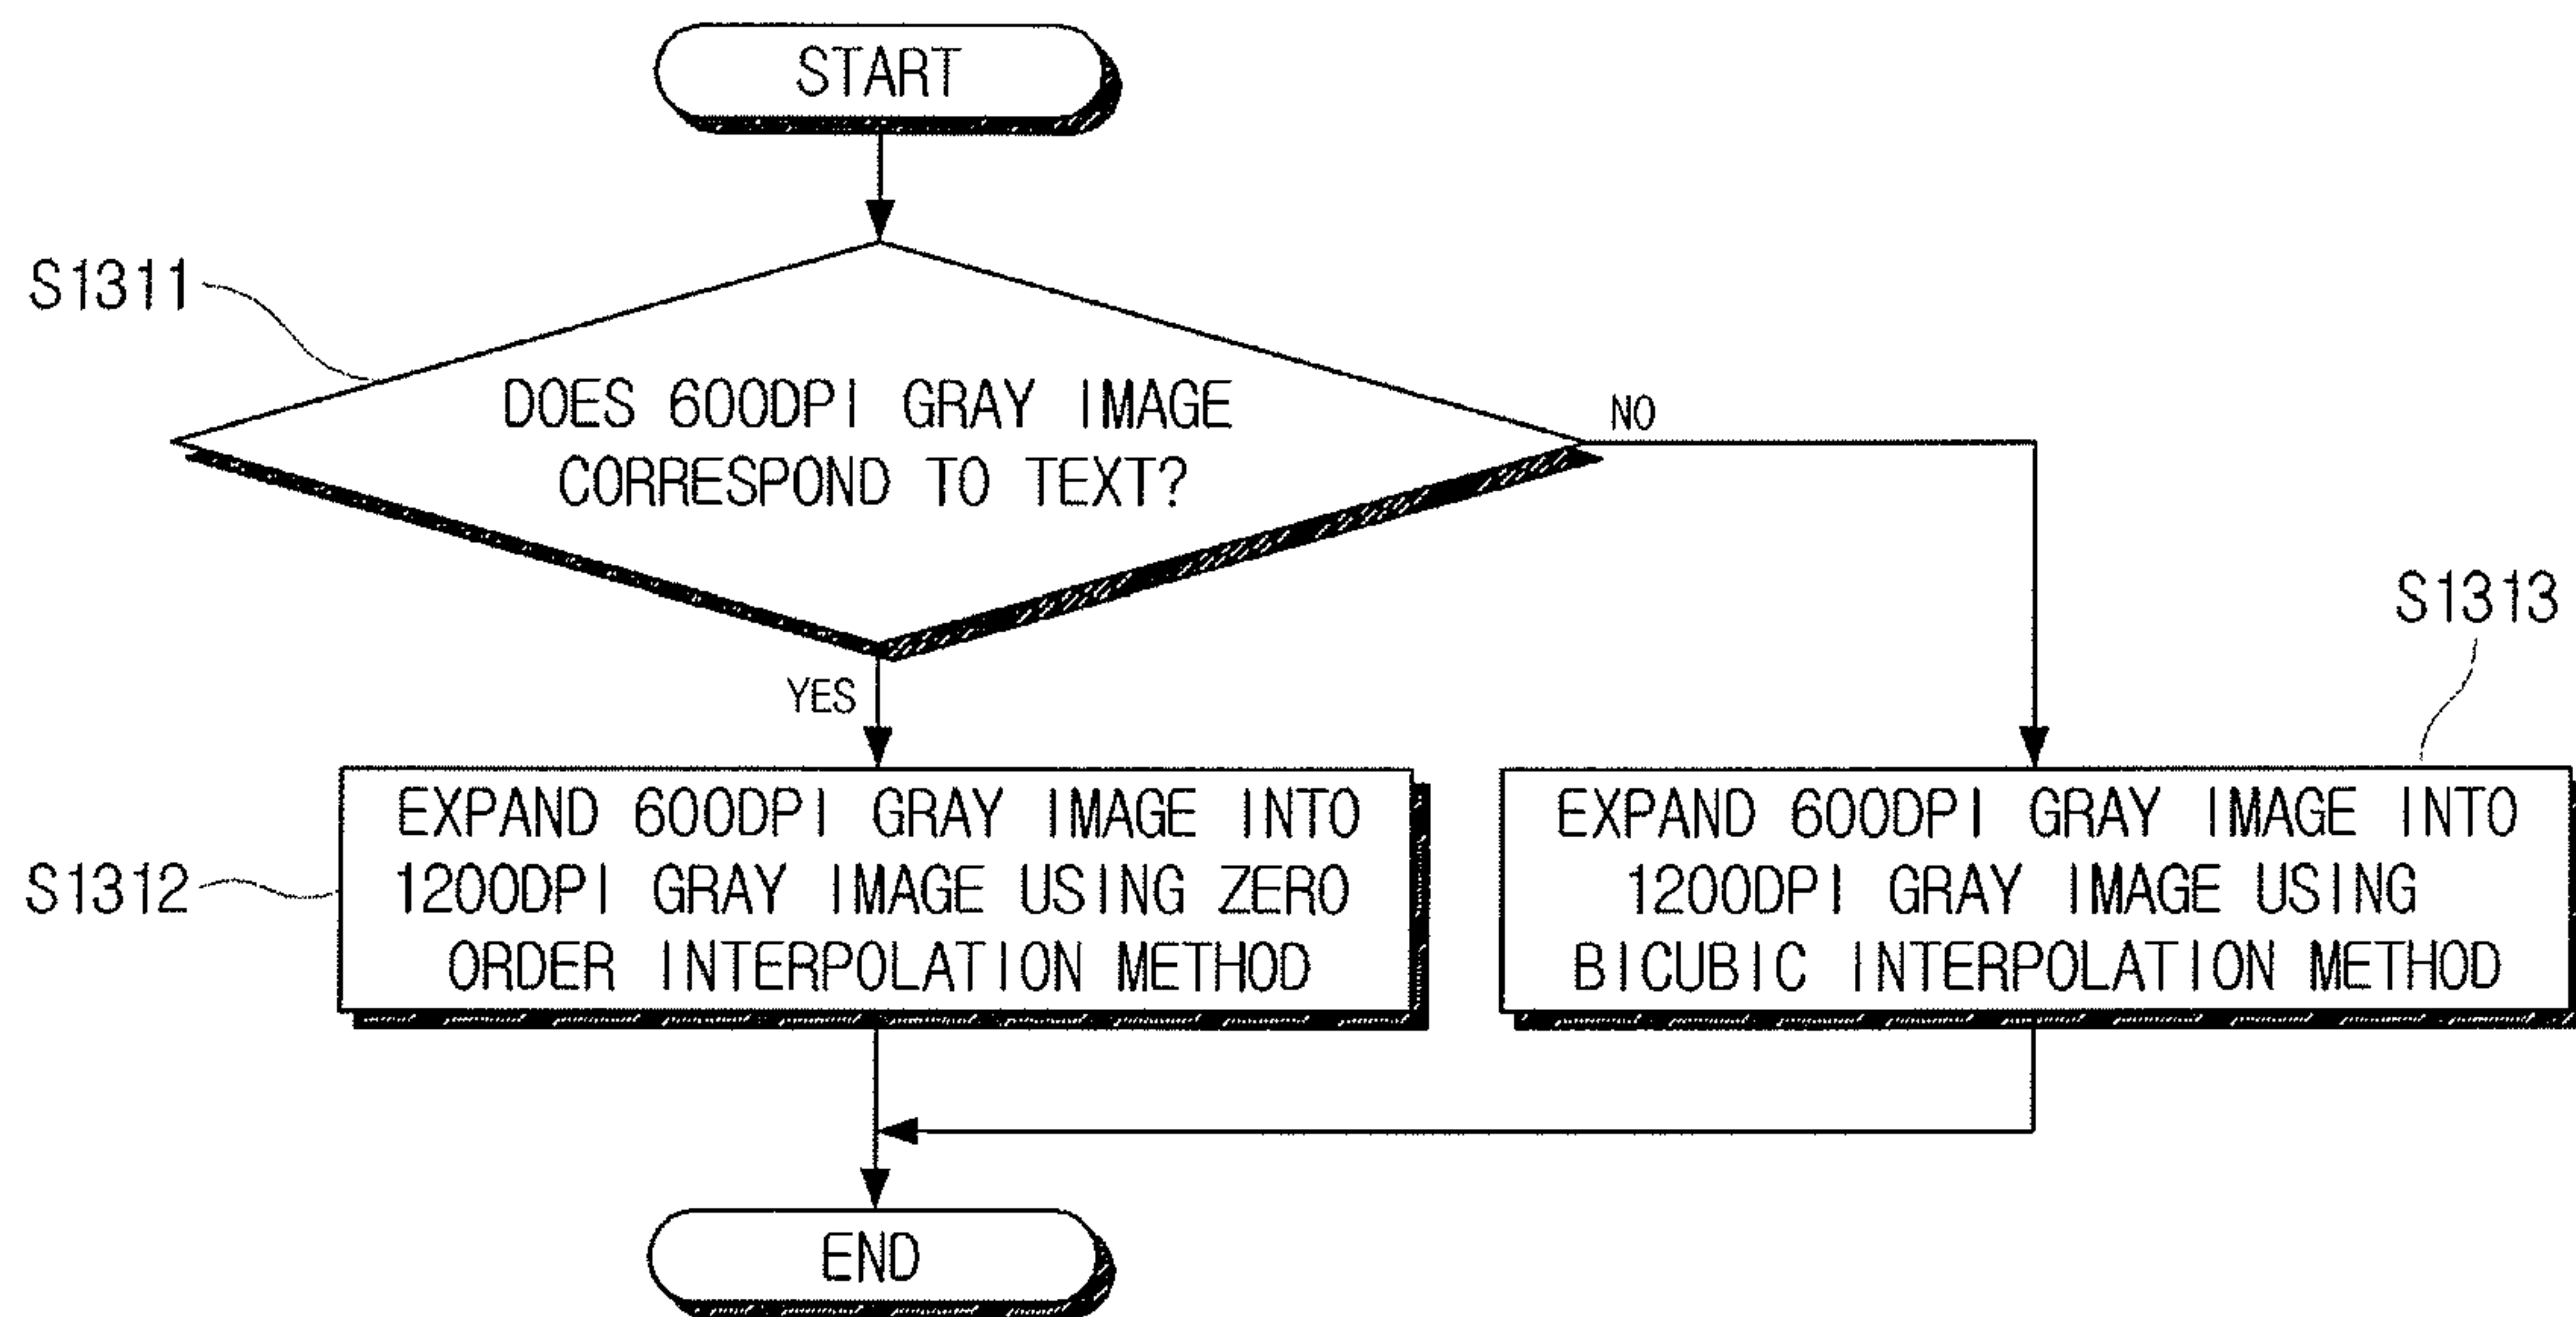 START
S1311
DOES 600DPI GRAY IMAGE
CORRESPOND TO TEXT?
NO
YES
S1312
EXPAND 600DPI GRAY IMAGE INTO
1200DPI GRAY IMAGE USING ZERO
ORDER INTERPOLATION METHOD
S1313
EXPAND 600DPI GRAY IMAGE INTO
1200DPI GRAY IMAGE USING
BICUBIC INTERPOLATION METHOD
END